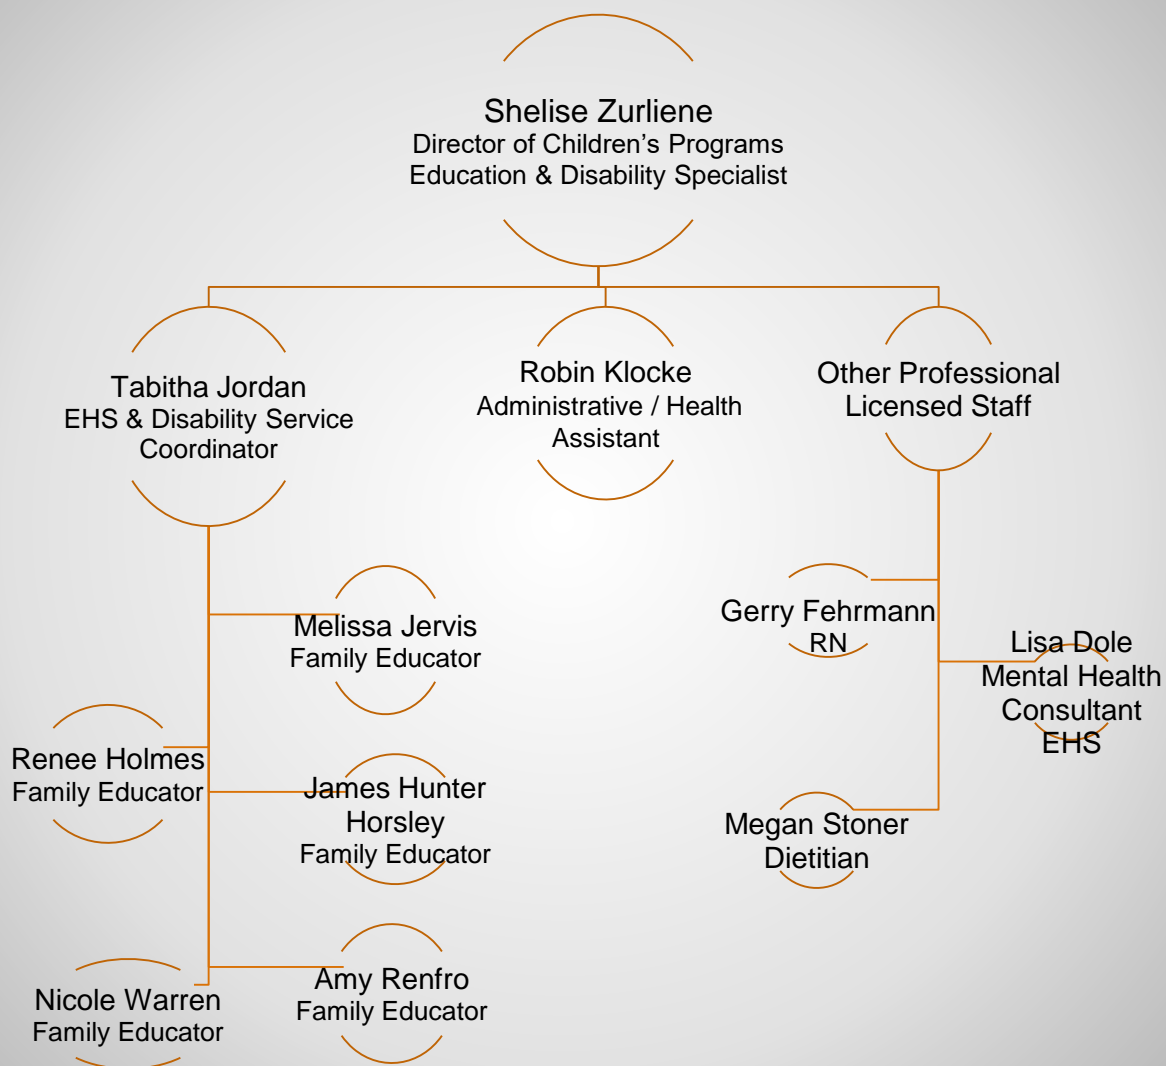 Shelise Zurliene
Director of Children's Programs
Education & Disability Specialist
Tabitha Jordan
EHS & Disability Service
Coordinator
Robin Klocke
Administrative / Health
Assistant
Other Professional
Licensed Staff
Melissa Jervis
Family Educator
Renee Holmes
Family Educator
James Hunter
Horsley
Family Educator
Nicole Warren
Family Educator
Amy Renfro
Family Educator
Gerry Fehrmann
RN
Lisa Dole
Mental Health
Consultant
EHS
Megan Stoner
Dietitian